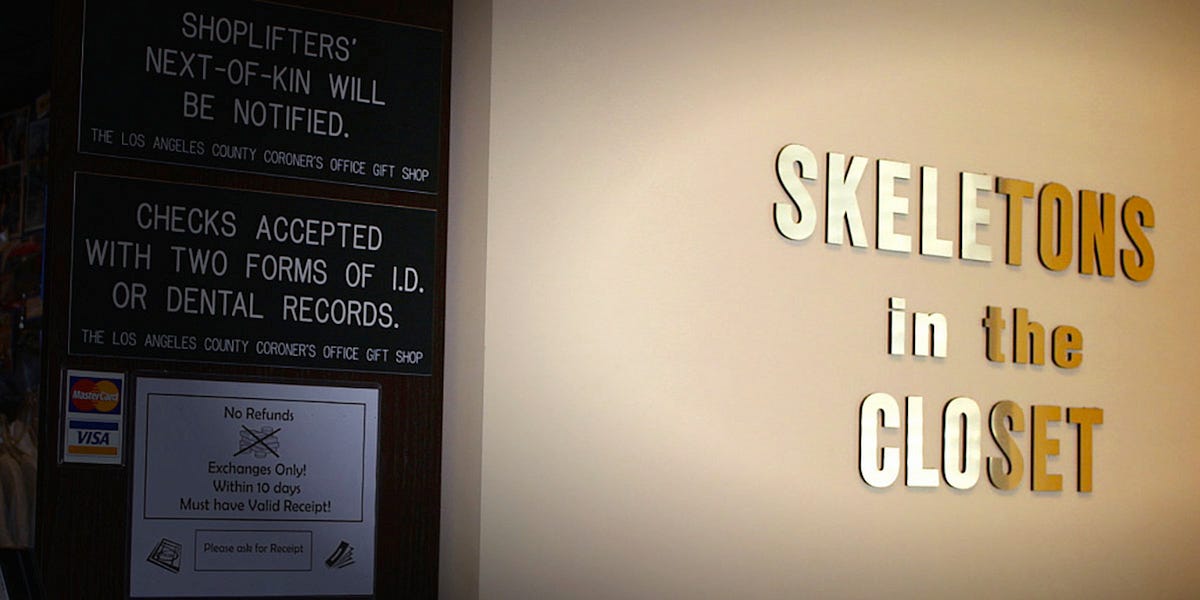 SHOPLIFTERS'
NEXT-OF-KIN WILL
BE NOTIFIED.
THE LOS ANGELES COUNTY CORONER'S OFFICE GIFT SHOP
CHECKS ACCEPTED
WITH TWO FORMS OF I.D.
OR DENTAL RECORDS.
THE LOS ANGELES COUNTY CORONER'S OFFICE GIFT SHOP
MasterCard
VISA
No Refunds
Exchanges Only!
Within 10 days
Must have Valid Receipt!
Please ask for Receipt
SKELETONS
in the
CLOSET